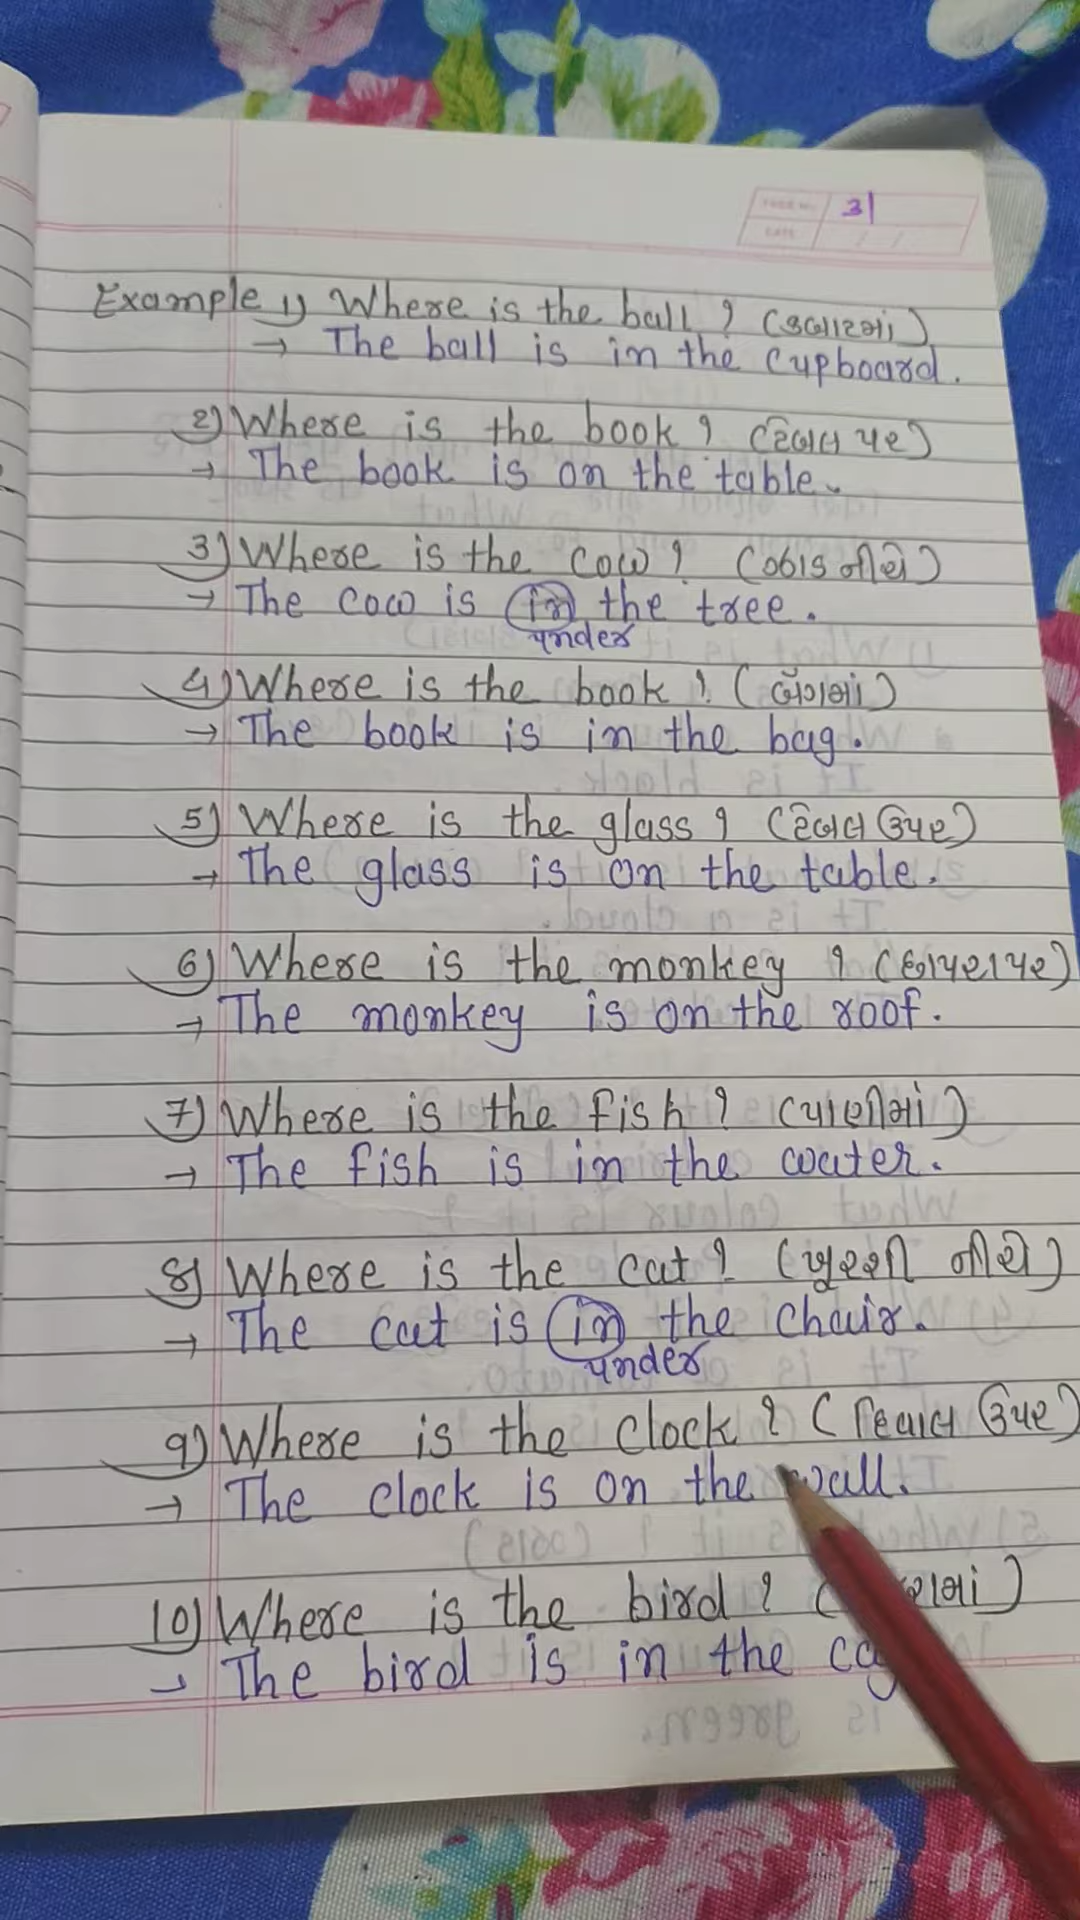 31
Example 1) Where is the ball ? (કબાટમાં)
→ The ball is in the cupboard.
2) Where is the book ? (ટેબલ પર)
→ The book is on the table.
3) Where is the cow ? (ઝાડ નીચે)
→ The cow is in the tree.
under
4) Where is the book ? (બૅગમાં)
→ The book is in the bag.
5) Where is the glass ? (ટેબલ ઉપર)
→ The glass is on the table.
6) Where is the monkey ? (છાપરા પર)
→ The monkey is on the roof.
7) Where is the fish ? (પાણીમાં)
→ The fish is in the water.
8) Where is the cat ? (ખુરશી નીચે)
→ The cat is in the chair.
under
9) Where is the clock ? (દિવાલ ઉપર)
→ The clock is on the wall.
10) Where is the bird ?
→ The bird is in the